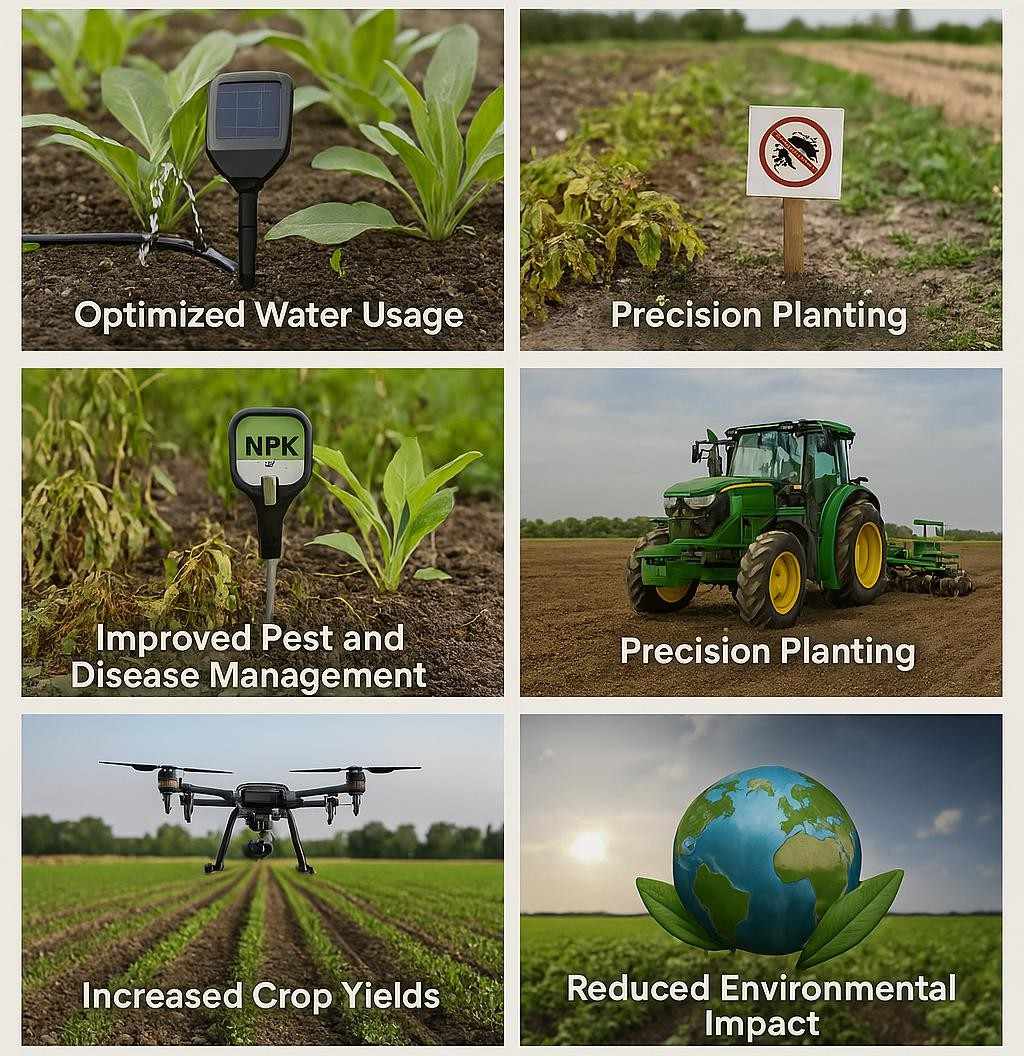 Optimized Water Usage
Precision Planting
NPK
Improved Pest and
Disease Management
Precision Planting
Increased Crop Yields
Reduced Environmental
Impact